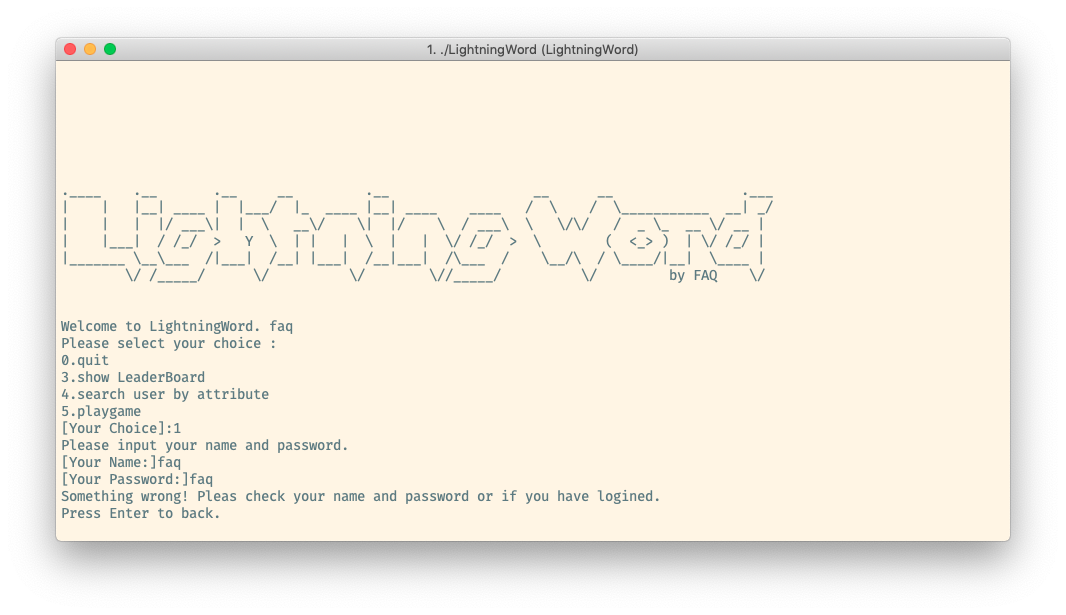 1. ./LightningWord (LightningWord)
Lightning Word
by FAQ
Welcome to LightningWord. faq
Please select your choice :
0.quit
3.show LeaderBoard
4.search user by attribute
5.playgame
[Your Choice]:1
Please input your name and password.
[Your Name:]faq
[Your Password:]faq
Something wrong! Pleas check your name and password or if you have logined.
Press Enter to back.